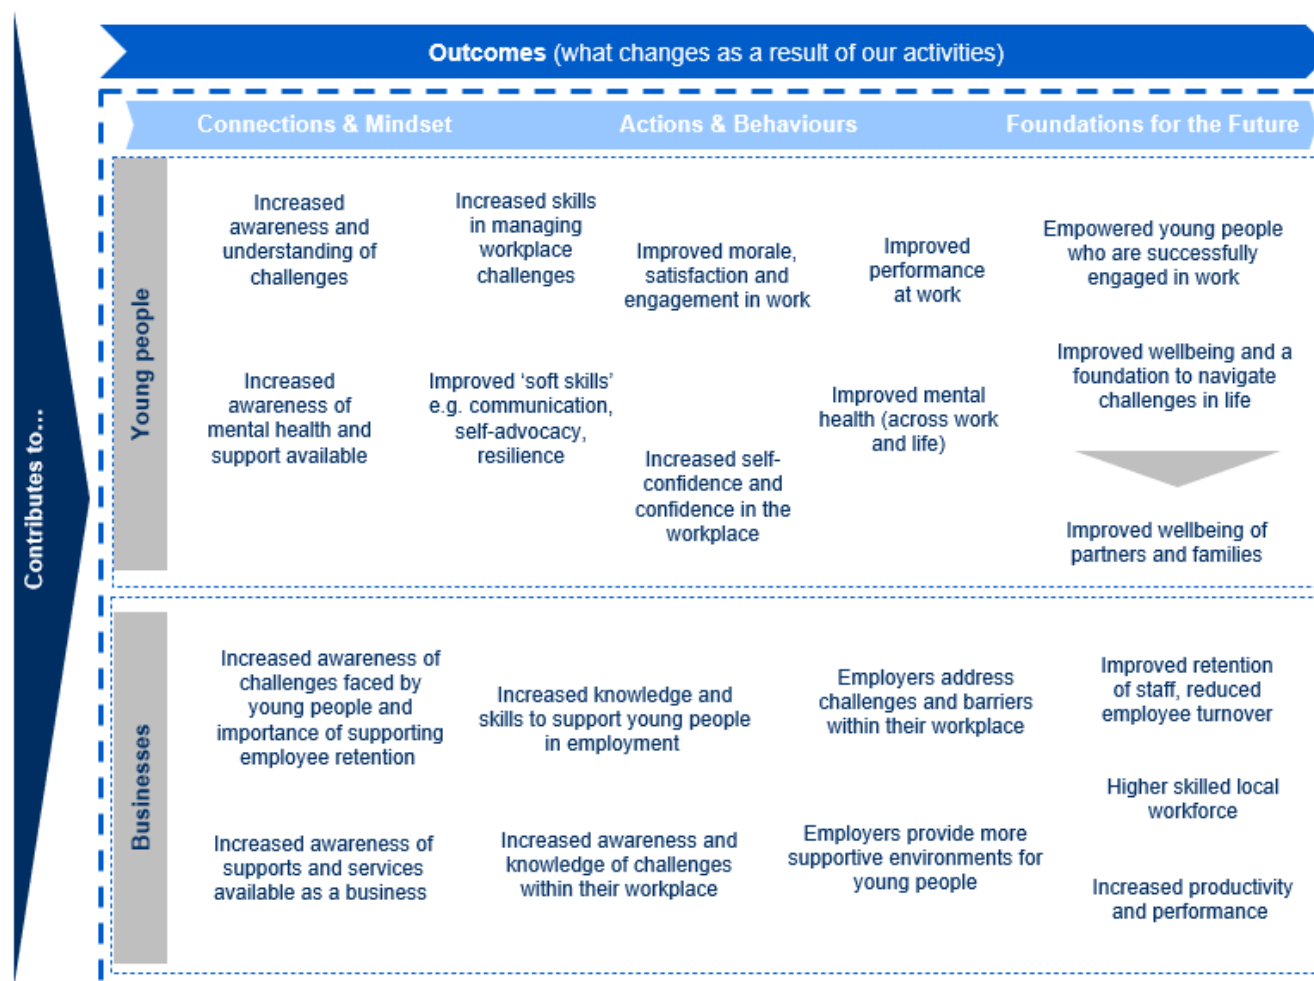 Outcomes (what changes as a result of our activities)
Connections & Mindset
Actions & Behaviours
Foundations for the Future
Contributes to...
Young people
Increased
awareness and
understanding of
challenges
Increased skills
in managing
workplace
challenges
Improved morale,
satisfaction and
engagement in work
Improved
performance
at work
Empowered young people
who are successfully
engaged in work
Increased
awareness of
mental health and
support available
Improved ‘soft skills’
e.g. communication,
self-advocacy,
resilience
Increased self-
confidence and
confidence in the
workplace
Improved mental
health (across work
and life)
Improved wellbeing and a
foundation to navigate
challenges in life
Improved wellbeing of
partners and families
Businesses
Increased awareness of
challenges faced by
young people and
importance of supporting
employee retention
Increased knowledge and
skills to support young people
in employment
Employers address
challenges and barriers
within their workplace
Improved retention
of staff, reduced
employee turnover
Higher skilled local
workforce
Increased awareness of
supports and services
available as a business
Increased awareness and
knowledge of challenges
within their workplace
Employers provide more
supportive environments for
young people
Increased productivity
and performance